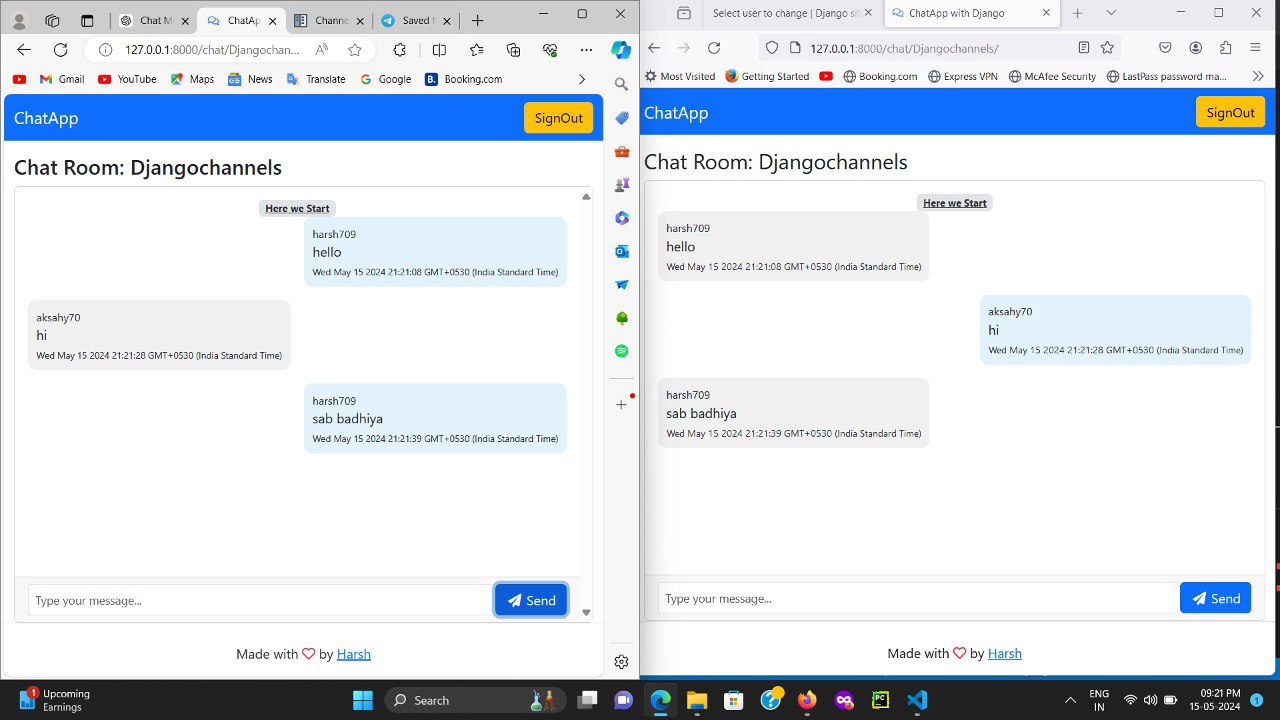 Chat M
ChatAp
Channe
Saved M
127.0.0.1:8000/chat/Djangochan...
Gmail
YouTube
Maps
News
Translate
Google
Booking.com
ChatApp
SignOut
Chat Room: Djangochannels
Here we Start
harsh709
hello
Wed May 15 2024 21:21:08 GMT+0530 (India Standard Time)
aksahy70
hi
Wed May 15 2024 21:21:28 GMT+0530 (India Standard Time)
harsh709
sab badhiya
Wed May 15 2024 21:21:39 GMT+0530 (India Standard Time)
Type your message...
Send
Made with by Harsh
Select user to change | Django sit
ChatApp with Django
127.0.0.1:8000/chat/Djangochannels/
Most Visited
Getting Started
Booking.com
Express VPN
McAfee Security
LastPass password ma...
ChatApp
SignOut
Chat Room: Djangochannels
Here we Start
harsh709
hello
Wed May 15 2024 21:21:08 GMT+0530 (India Standard Time)
aksahy70
hi
Wed May 15 2024 21:21:28 GMT+0530 (India Standard Time)
harsh709
sab badhiya
Wed May 15 2024 21:21:39 GMT+0530 (India Standard Time)
Type your message...
Send
Made with by Harsh
1
Upcoming
Earnings
Search
PC
ENG
IN
09:21 PM
15-05-2024
1